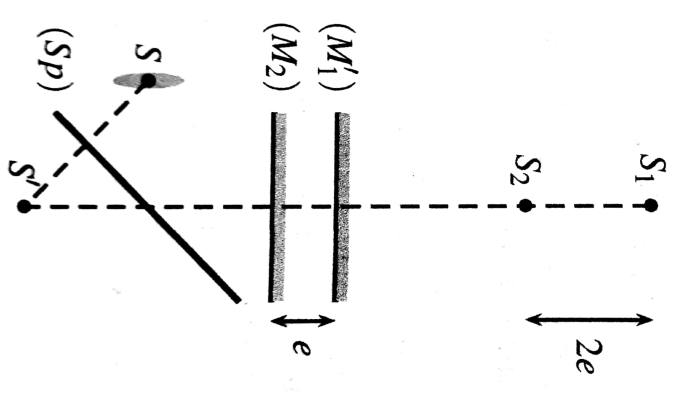 (Sp)
S
(M₂)
(M'₁)
S'
S₂
S₁
e
2e